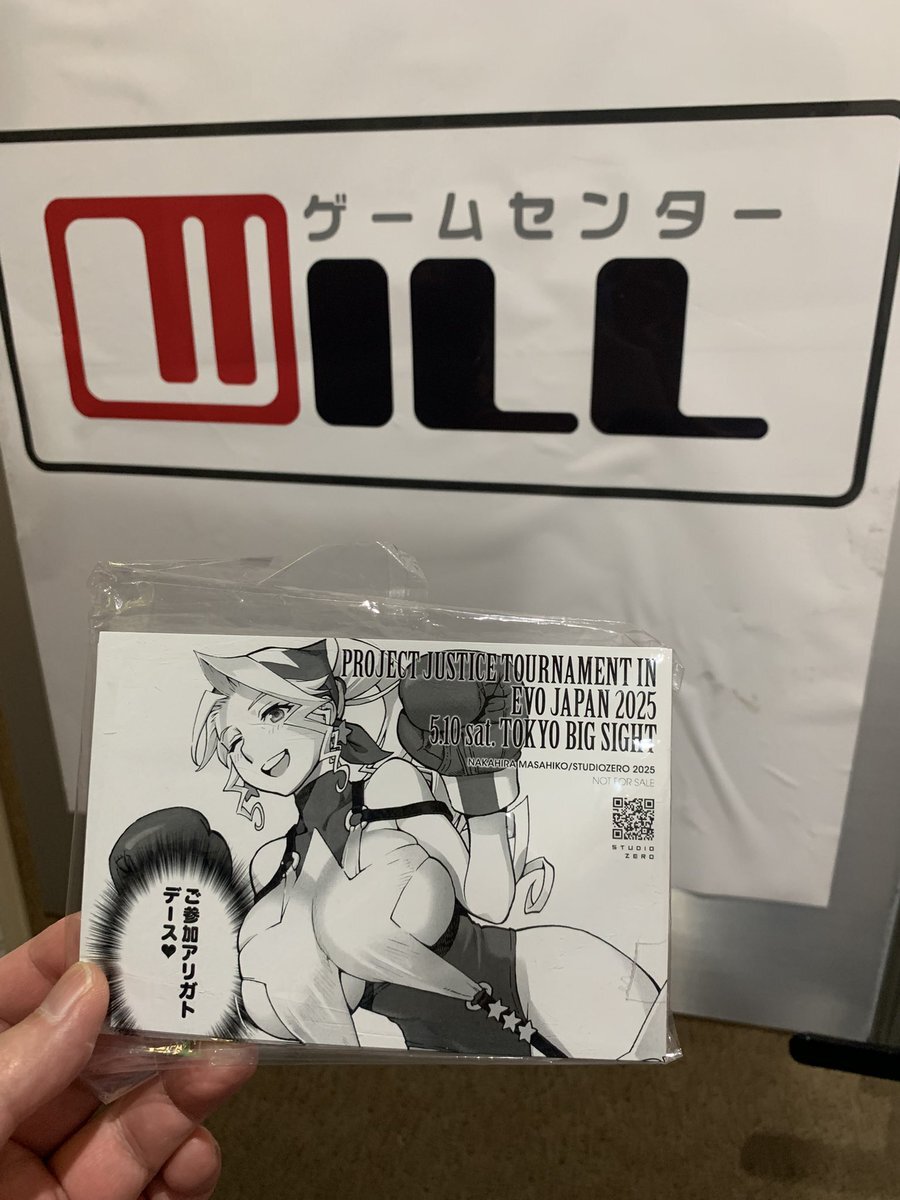 ゲームセンター
WILL
PROJECT JUSTICE TOURNAMENT IN
EVO JAPAN 2025
5.10 sat. TOKYO BIG SIGHT
NAKAHIRA MASAHIKO/STUDIOZERO 2025
NOT FOR SALE
STUDIO
ZERO
ご参加アリガト
デース♥